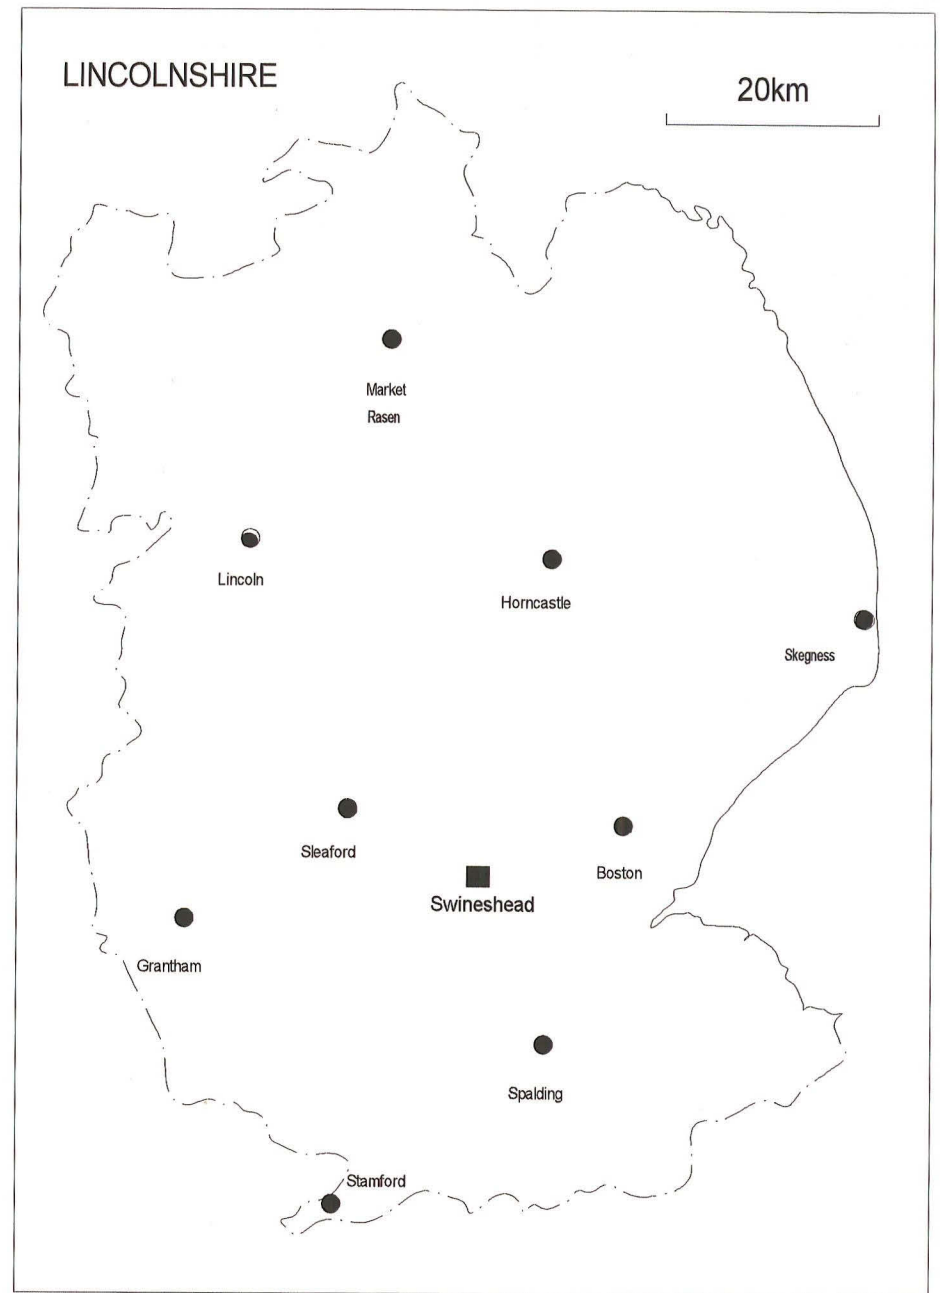 LINCOLNSHIRE
20km
Market
Rasen
Lincoln
Horncastle
Skegness
Sleaford
Boston
Swineshead
Grantham
Spalding
Stamford